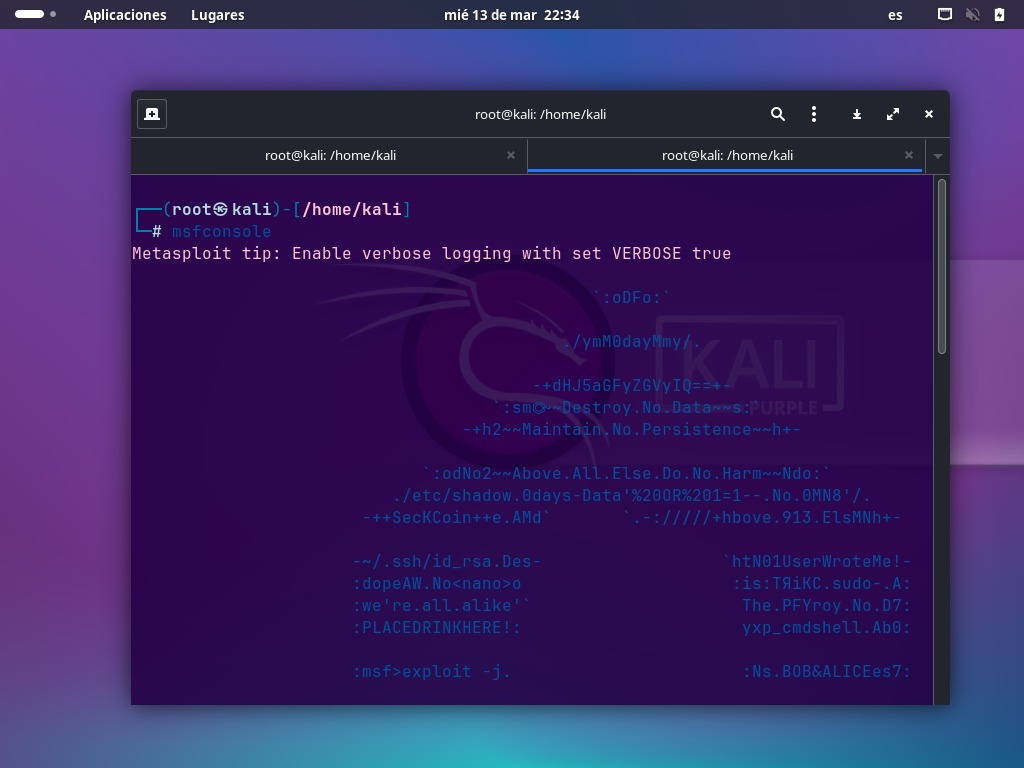 Aplicaciones Lugares mié 13 de mar 22:34 es
root@kali: /home/kali
root@kali: /home/kali root@kali: /home/kali
┌──(root㉿kali)-[/home/kali]
└─# msfconsole
Metasploit tip: Enable verbose logging with set VERBOSE true
`:oDFo:`
./ymM0dayMmy/.
-+dHJ5aGFyZGVyIQ==+-
`:sm⏣~~Destroy.No.Data~~s:`
-+h2~~Maintain.No.Persistence~~h+-
`:odNo2~~Above.All.Else.Do.No.Harm~~Ndo:`
./etc/shadow.0days-Data'%20OR%201=1--.No.0MN8'/.
-++SecKCoin++e.AMd` `.-://///+hbove.913.ElsMNh+-
-~/.ssh/id_rsa.Des- `htN01UserWroteMe!-
:dopeAW.No<nano>o :is:TЯiKC.sudo-.A:
:we're.all.alike'` The.PFYroy.No.D7:
:PLACEDRINKHERE!: yxp_cmdshell.Ab0:
:msf>exploit -j. :Ns.BOB&ALICEes7:
KALI
PURPLE